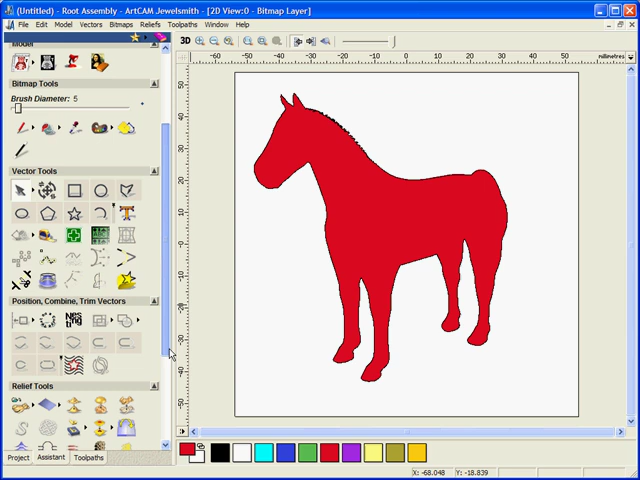 (Untitled) - Root Assembly - ArtCAM Jewelsmith - [2D View:0 - Bitmap Layer]
File Edit Model Vectors Bitmaps Reliefs Toolpaths Window Help
3D
-60 -50 -40 -30 -20 -10 0 10 20 30 40 50 millimetres
Model
Bitmap Tools
Brush Diameter: 5
Vector Tools
Position, Combine, Trim Vectors
Relief Tools
50
40
30
20
10
-10
-20
-30
-40
-50
Project Assistant Toolpaths
X: -68.048 Y: -18.839